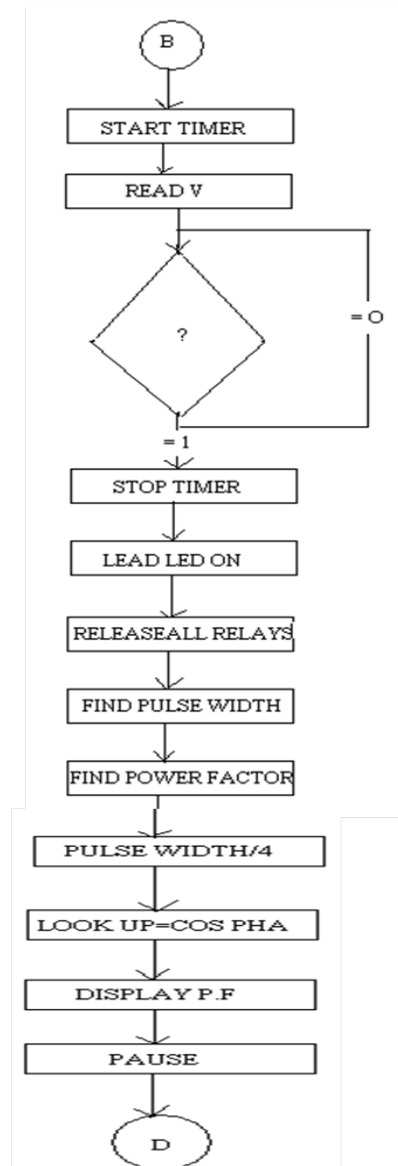 B
START TIMER
READ V
?
= O
= 1
STOP TIMER
LEAD LED ON
RELEASEALL RELAYS
FIND PULSE WIDTH
FIND POWER FACTOR
PULSE WIDTH/4
LOOK UP=COS PHA
DISPLAY P.F
PAUSE
D